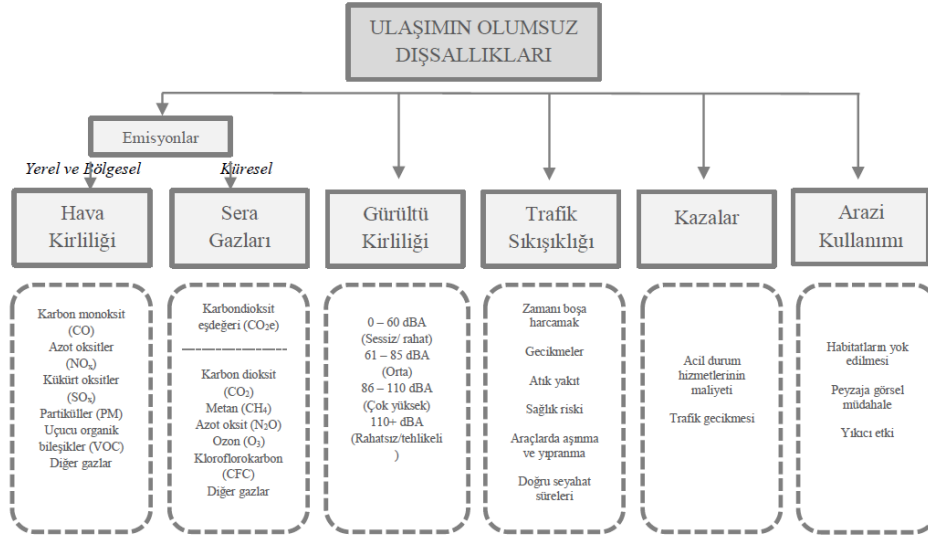 ULAŞIMIN OLUMSUZ
DIŞSALLIKLARI
Emisyonlar
Yerel ve Bölgesel
Küresel
Hava
Kirliliği
Sera
Gazları
Gürültü
Kirliliği
Trafik
Sıkışıklığı
Kazalar
Arazi
Kullanımı
Karbon monoksit
(CO)
Azot oksitler
(NOx)
Kükürt oksitler
(SOx)
Partiküller (PM)
Uçucu organik
bileşikler (VOC)
Diğer gazlar
Karbondioksit
eşdeğeri (CO₂e)
--------------------
Karbon dioksit
(CO₂)
Metan (CH₄)
Azot oksit (N₂O)
Ozon (O₃)
Kloroflorokarbon
(CFC)
Diğer gazlar
0 – 60 dBA
(Sessiz/ rahat)
61 – 85 dBA
(Orta)
86 – 110 dBA
(Çok yüksek)
110+ dBA
(Rahatsız/tehlikeli
)
Zamanı boşa
harcamak
Gecikmeler
Atık yakıt
Sağlık riski
Araçlarda aşınma
ve yıpranma
Doğru seyahat
süreleri
Acil durum
hizmetlerinin
maliyeti
Trafik gecikmesi
Habitatların yok
edilmesi
Peyzaja görsel
müdahale
Yıkıcı etki